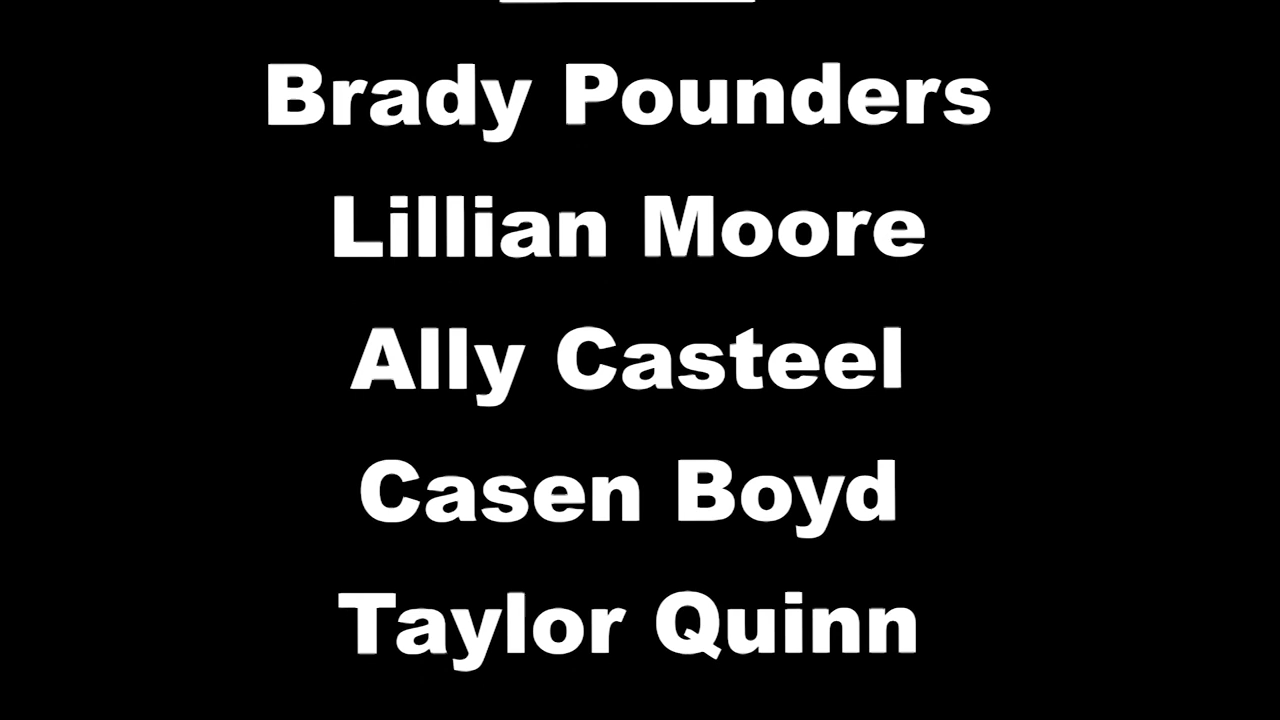 Brady Pounders
Lillian Moore
Ally Casteel
Casen Boyd
Taylor Quinn